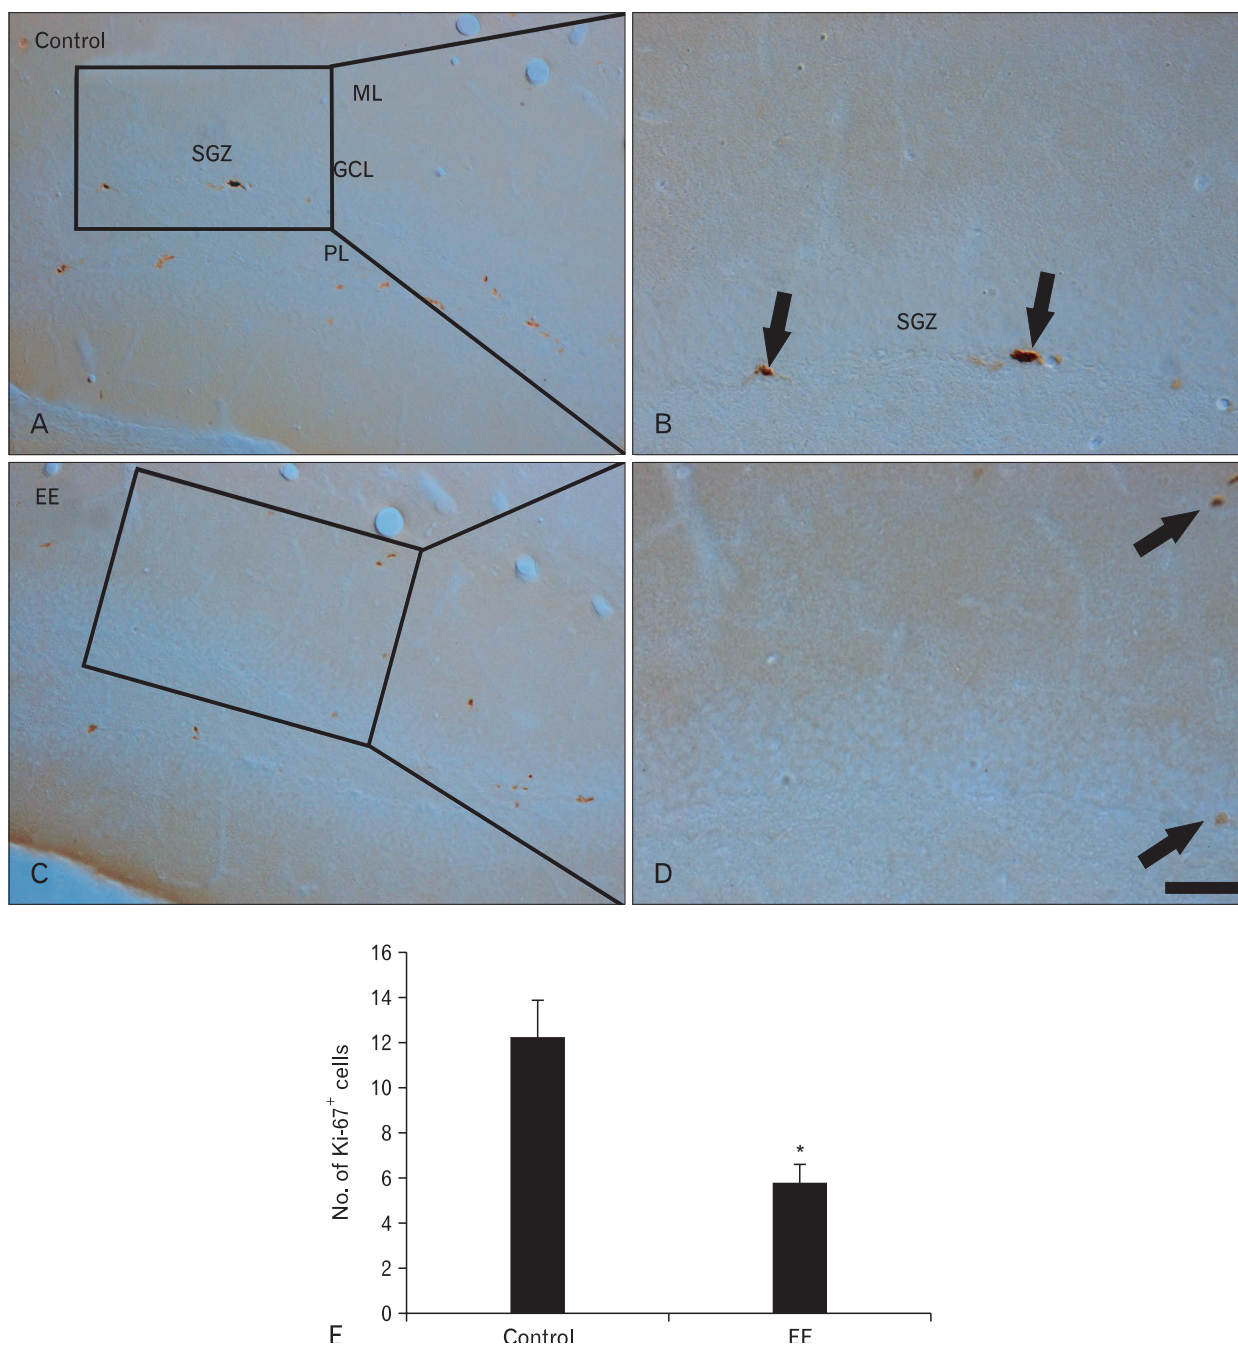 Control
ML
SGZ
GCL
PL
A
SGZ
B
EE
C
D
16
14
12
10
8
6
4
2
0
No. of Ki-67+ cells
*
Control
EE
E